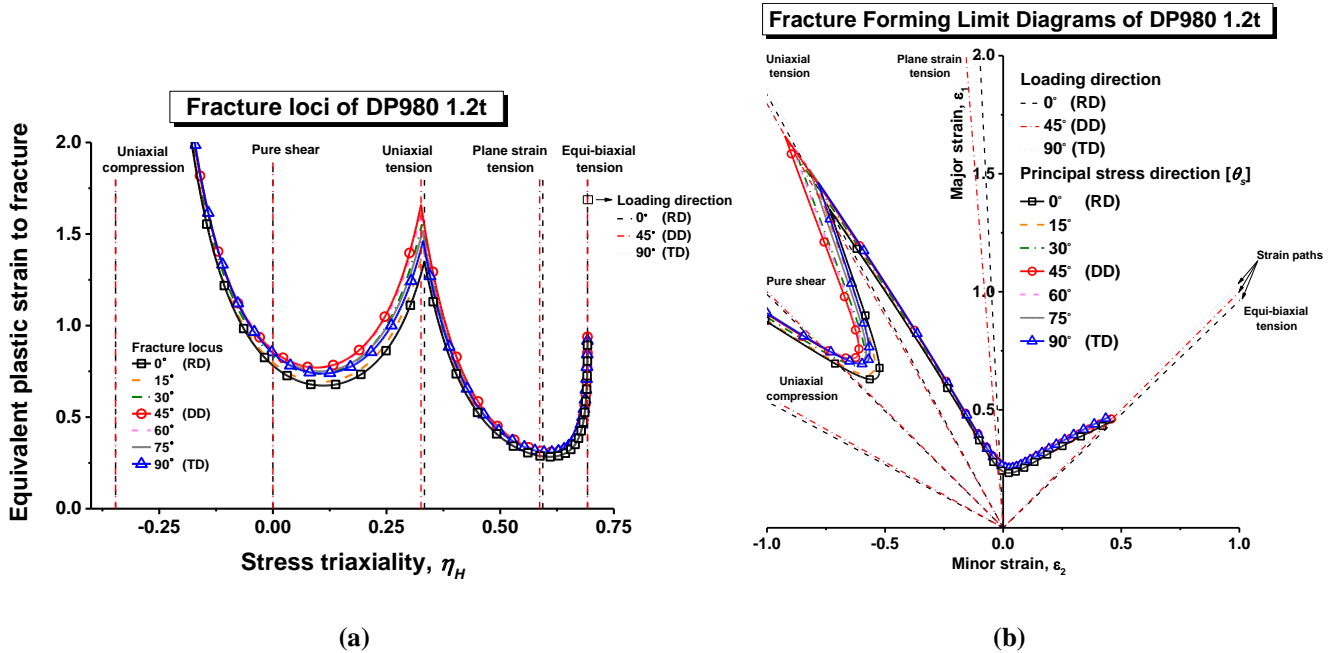 Fracture loci of DP980 1.2t
Equivalent plastic strain to fracture
2.0
1.5
1.0
0.5
0.0
Uniaxial
compression
Pure shear
Uniaxial
tension
Plane strain
tension
Equi-biaxial
tension
Loading direction
0° (RD)
45° (DD)
90° (TD)
Fracture locus
0° (RD)
15°
30°
45° (DD)
60°
75°
90° (TD)
-0.25
0.00
0.25
0.50
0.75
Stress triaxiality, η_H
(a)
Fracture Forming Limit Diagrams of DP980 1.2t
Uniaxial
tension
Plane strain
tension
2.0
1.5
1.0
0.5
Major strain, ε₁
Loading direction
0° (RD)
45° (DD)
90° (TD)
Principal stress direction [θ_s]
0° (RD)
15°
30°
45° (DD)
60°
75°
90° (TD)
Strain paths
Equi-biaxial
tension
Pure shear
Uniaxial
compression
-1.0
-0.5
0.0
0.5
1.0
Minor strain, ε₂
(b)